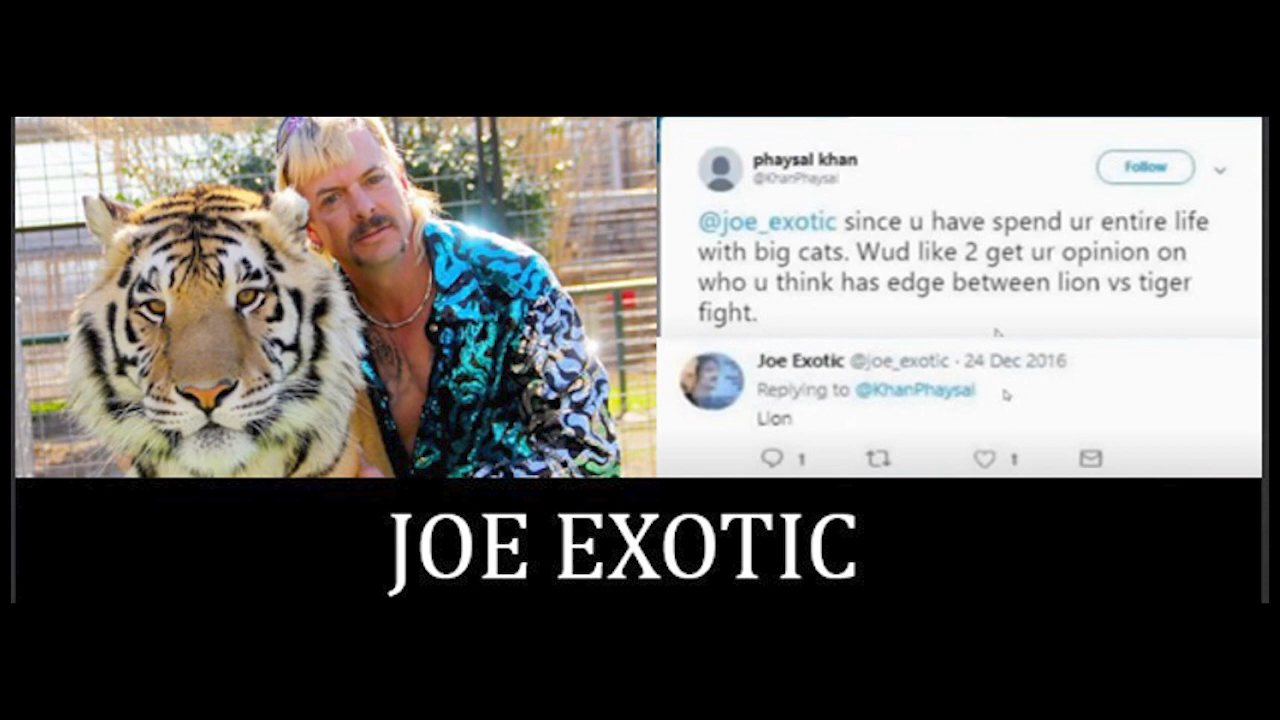 phaysal khan
@KhanPhaysal
Follow
@joe_exotic since u have spend ur entire life
with big cats. Wud like 2 get ur opinion on
who u think has edge between lion vs tiger
fight.
Joe Exotic @joe_exotic · 24 Dec 2016
Replying to @KhanPhaysal
Lion
1 1
JOE EXOTIC